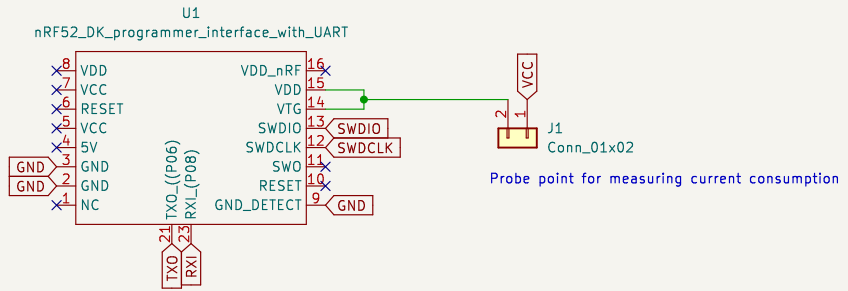 U1
nRF52_DK_programmer_interface_with_UART
8 VDD
7 VCC
6 RESET
5 VCC
4 5V
GND 3 GND
GND 2 GND
1 NC
VDD_nRF 16
VDD 15
VTG 14
SWDIO 13 SWDIO
SWDCLK 12 SWDCLK
SWO 11
RESET 10
GND_DETECT 9 GND
TXO_((P06) 21 TXO
RXI_(P08) 23 RXI
VCC
2 1
J1
Conn_01x02
Probe point for measuring current consumption